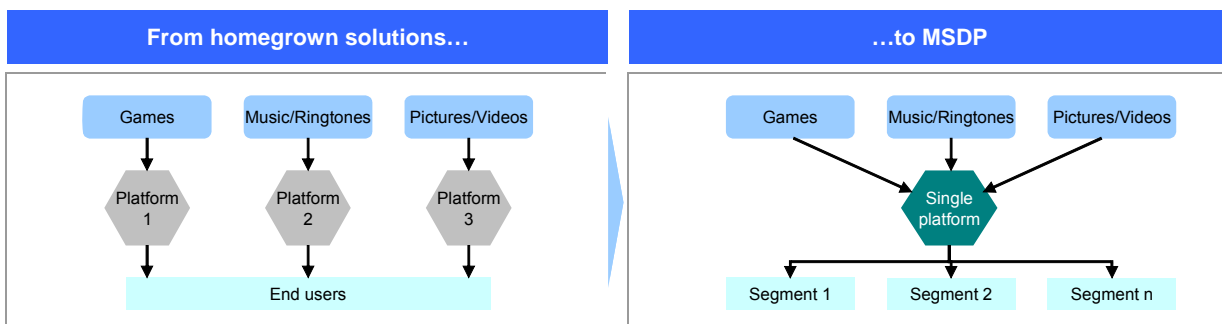 From homegrown solutions…
…to MSDP
Games
Music/Ringtones
Pictures/Videos
Platform
1
Platform
2
Platform
3
End users
Games
Music/Ringtones
Pictures/Videos
Single
platform
Segment 1
Segment 2
Segment n